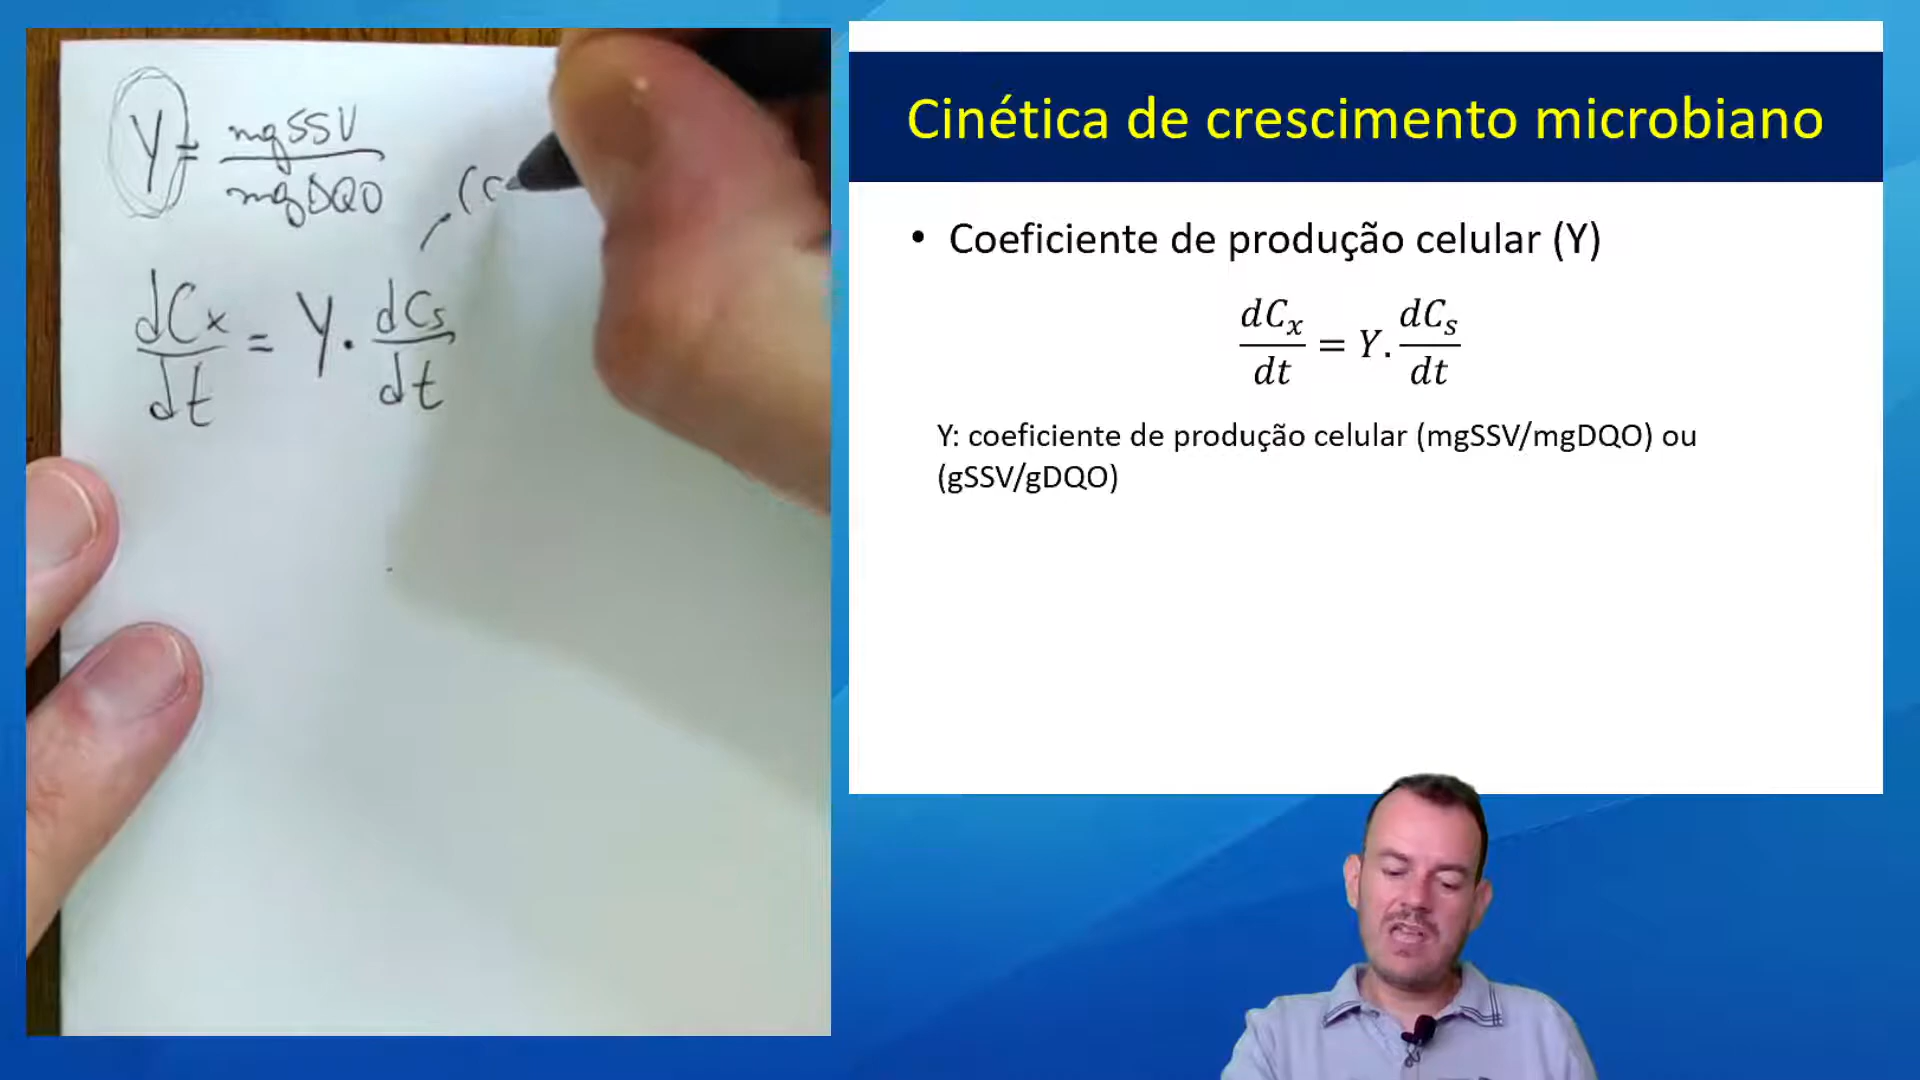 Y = mgSSV
mgDQO
(C
dCx = Y . dCs
dt dt
Cinética de crescimento microbiano
• Coeficiente de produção celular (Y)
dCₓ/dt = Y. dCₛ/dt
Y: coeficiente de produção celular (mgSSV/mgDQO) ou
(gSSV/gDQO)